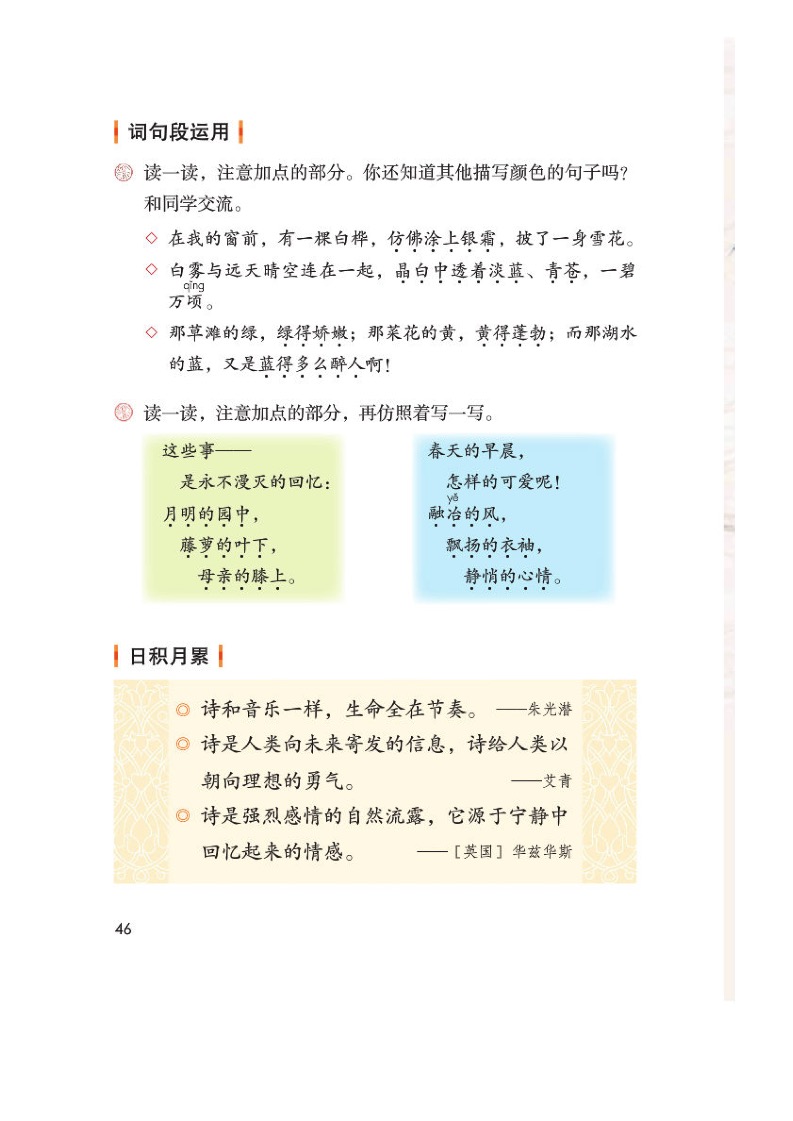 词句段运用
读一读，注意加点的部分。你还知道其他描写颜色的句子吗？
和同学交流。
◇ 在我的窗前，有一棵白桦，仿佛涂上银霜，披了一身雪花。
◇ 白雾与远天晴空连在一起，晶白中透着淡蓝、青苍，一碧
qǐng
万顷。
◇ 那草滩的绿，绿得娇嫩；那菜花的黄，黄得蓬勃；而那湖水
的蓝，又是蓝得多么醉人啊！
读一读，注意加点的部分，再仿照着写一写。
这些事——
是永不漫灭的回忆：
月明的园中，
藤萝的叶下，
母亲的膝上。
春天的早晨，
怎样的可爱呢！
yě
融冶的风，
飘扬的衣袖，
静悄的心情。
日积月累
◎ 诗和音乐一样，生命全在节奏。 ——朱光潜
◎ 诗是人类向未来寄发的信息，诗给人类以
朝向理想的勇气。 ——艾青
◎ 诗是强烈感情的自然流露，它源于宁静中
回忆起来的情感。 ——［英国］华兹华斯
46